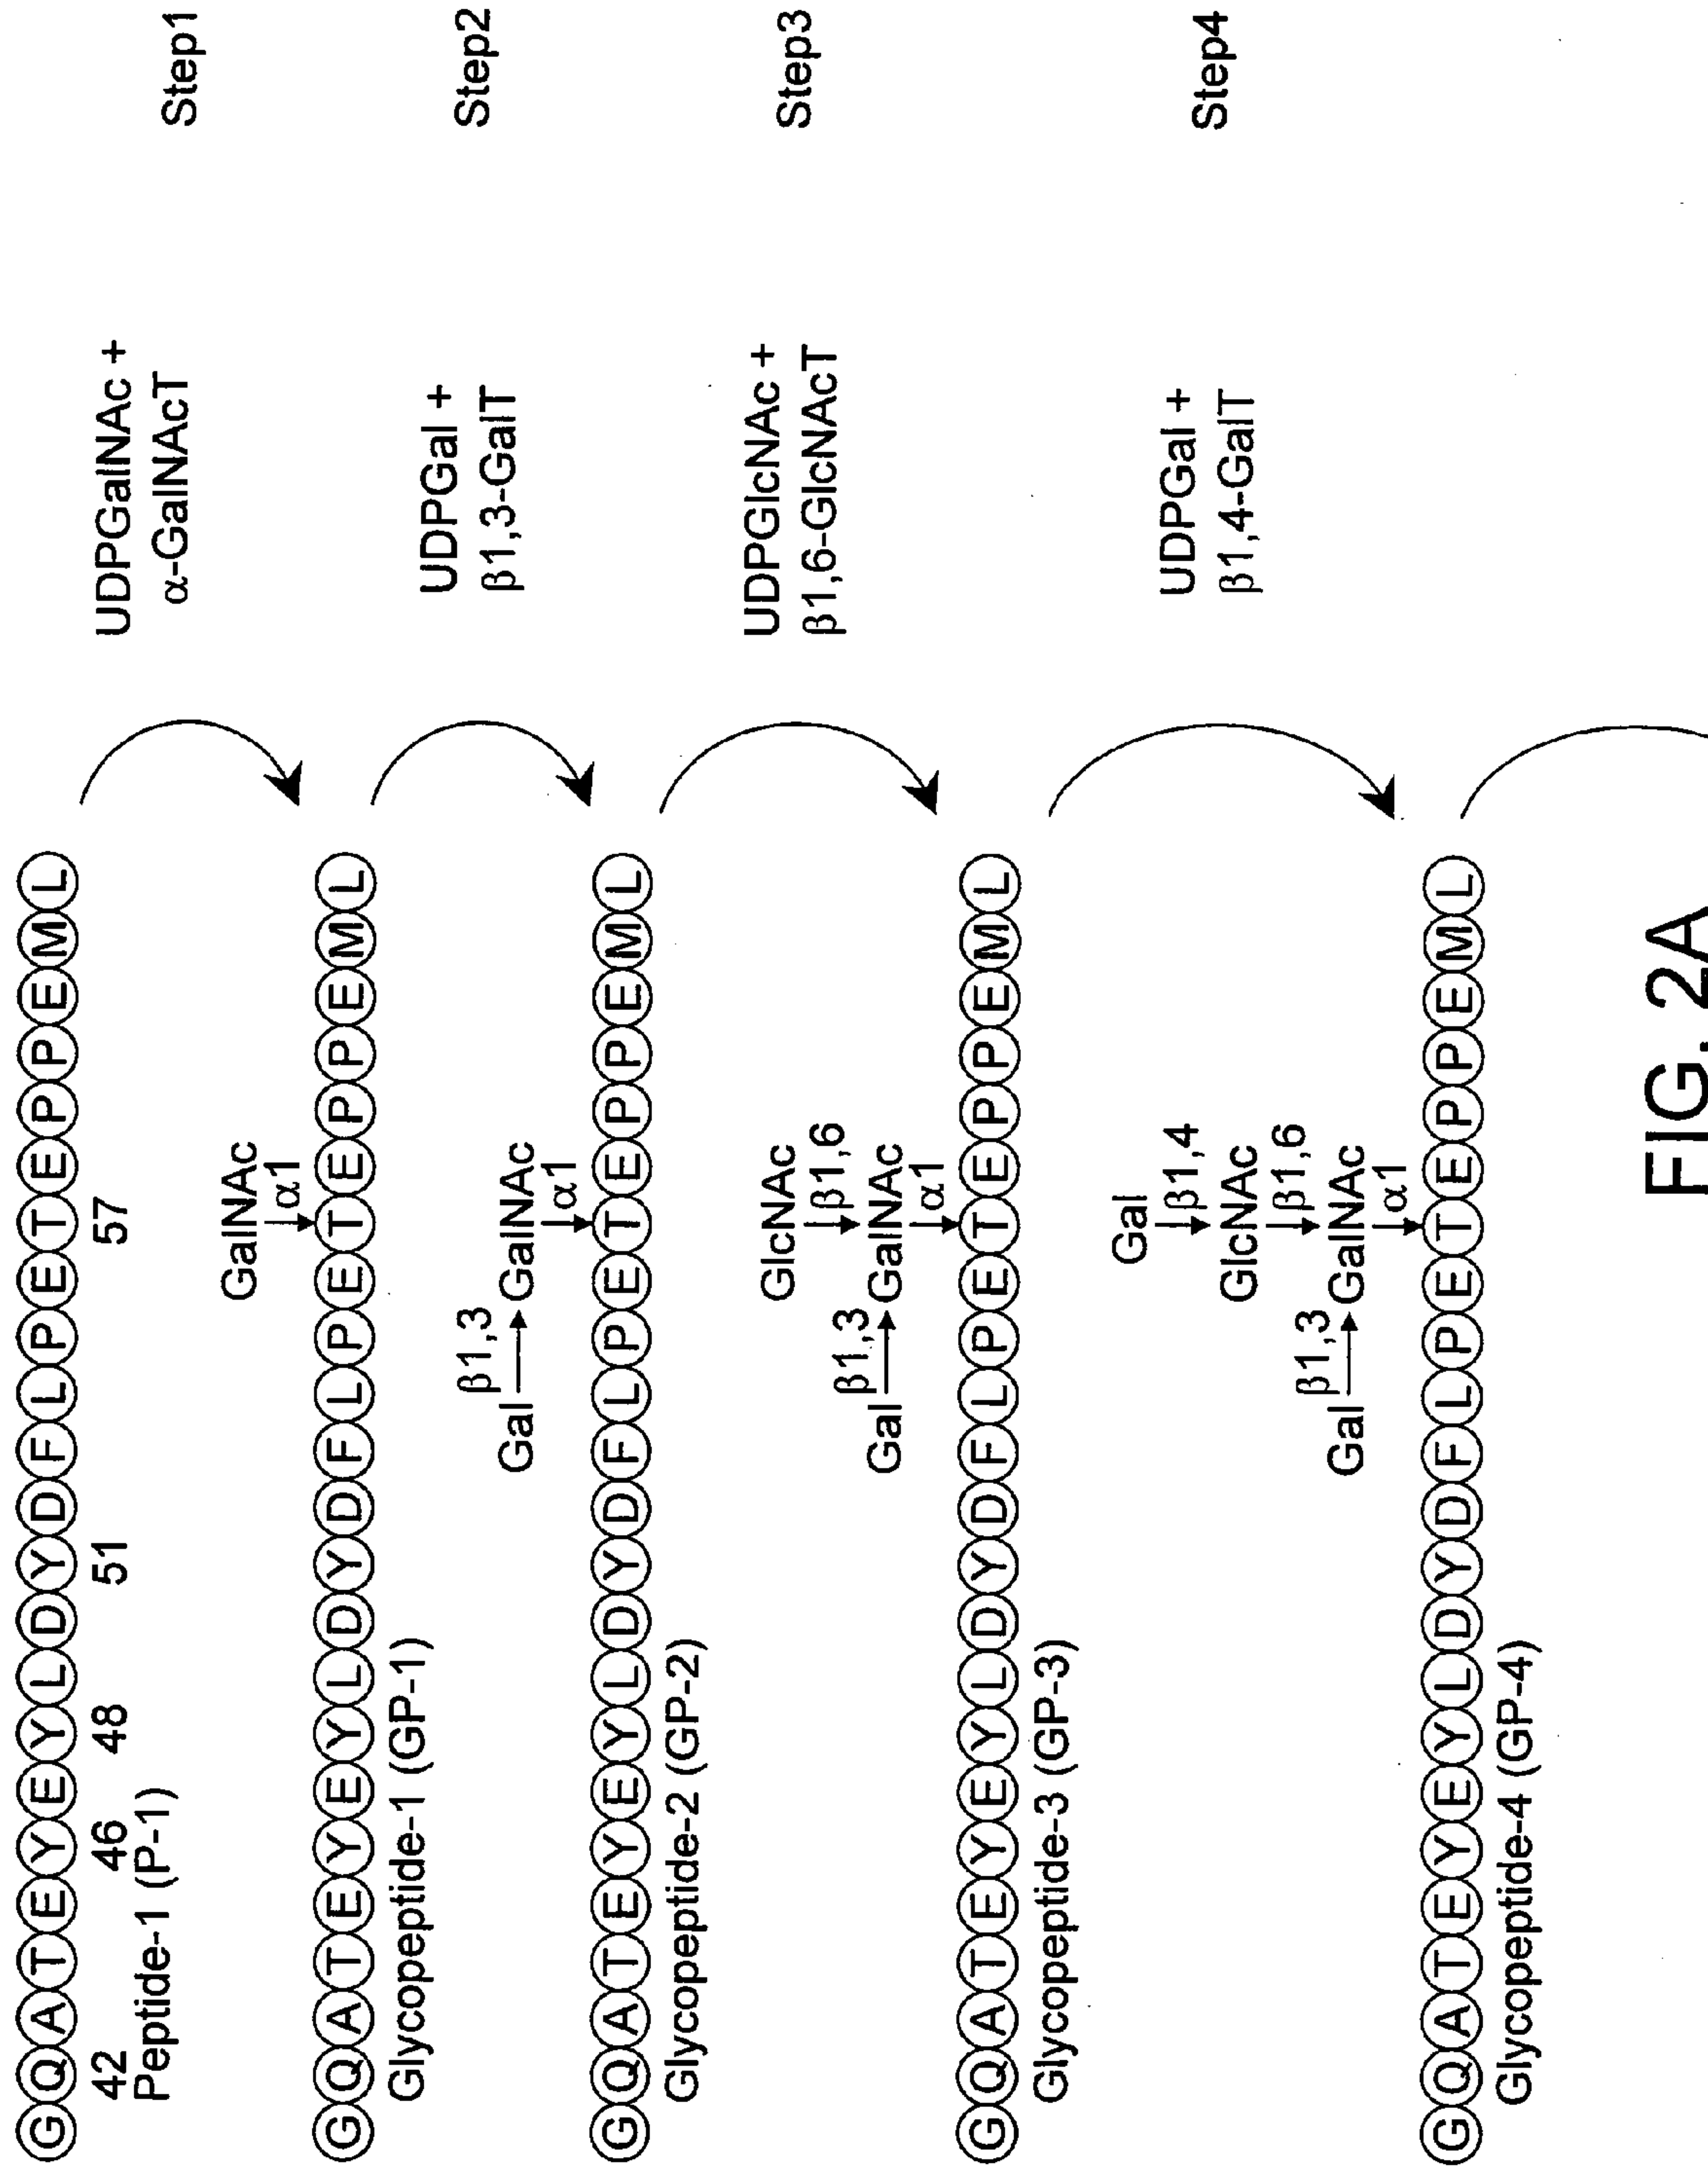 GQATEYEYLDYDFLPETEPPEML
42 46 48 51 57
Peptide-1 (P-1)
UDPGalNAc +
α-GalNAcT
Step1
GalNAc
α1
GQATEYEYLDYDFLPETEPPEML
Glycopeptide-1 (GP-1)
UDPGal +
β1,3-GalT
Step2
β1,3
Gal GalNAc
α1
GQATEYEYLDYDFLPETEPPEML
Glycopeptide-2 (GP-2)
UDPGlcNAc +
β1,6-GlcNAcT
Step3
GlcNAc
β1,6
β1,3
Gal GalNAc
α1
GQATEYEYLDYDFLPETEPPEML
Glycopeptide-3 (GP-3)
UDPGal +
β1,4-GalT
Step4
Gal
β1,4
GlcNAc
β1,6
β1,3
Gal GalNAc
α1
GQATEYEYLDYDFLPETEPPEML
Glycopeptide-4 (GP-4)
FIG. 2A